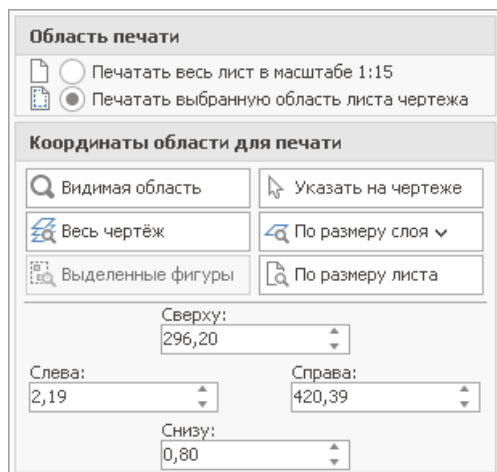 Область печати
Печатать весь лист в масштабе 1:15
Печатать выбранную область листа чертежа
Координаты области для печати
Видимая область
Указать на чертеже
Весь чертёж
По размеру слоя
Выделенные фигуры
По размеру листа
Сверху:
296,20
Слева:
Справа:
2,19
420,39
Снизу:
0,80